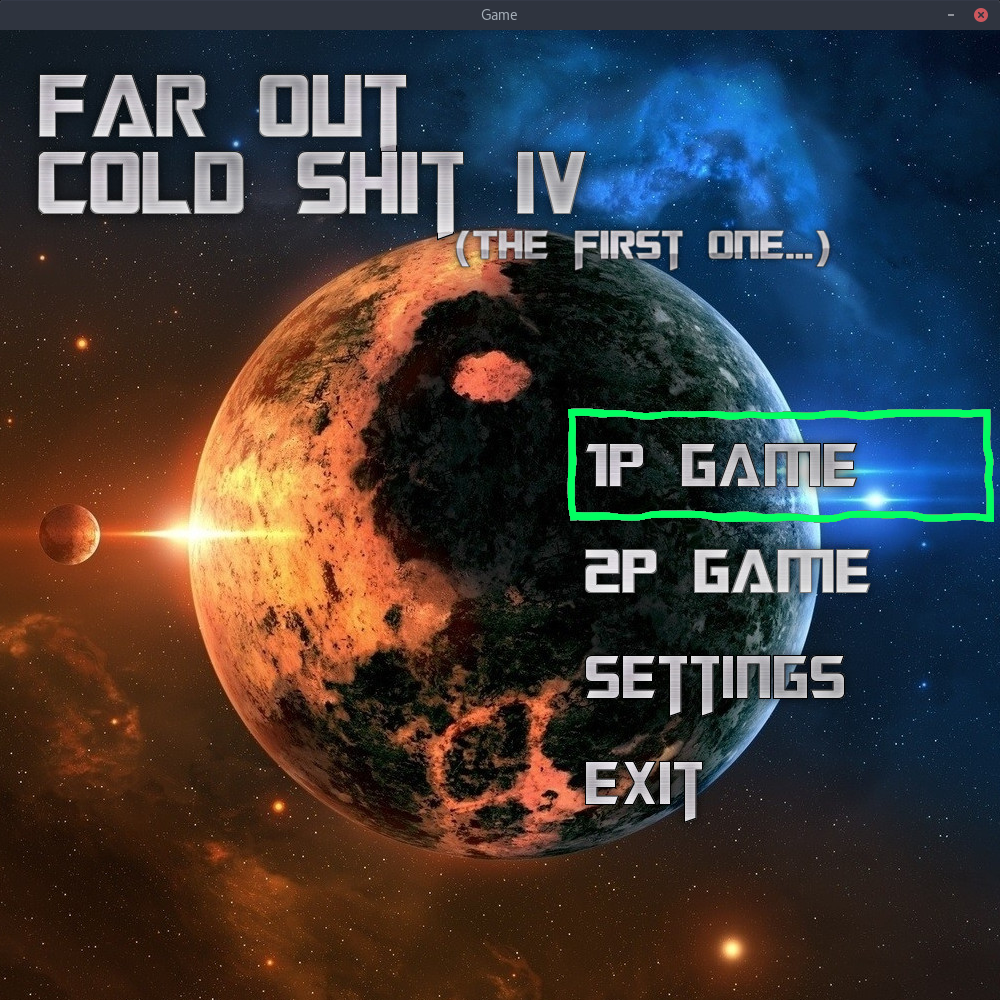 Game
FAR OUT
COLD SHIT IV
(THE FIRST ONE...)
1P GAME
2P GAME
SETTINGS
EXIT